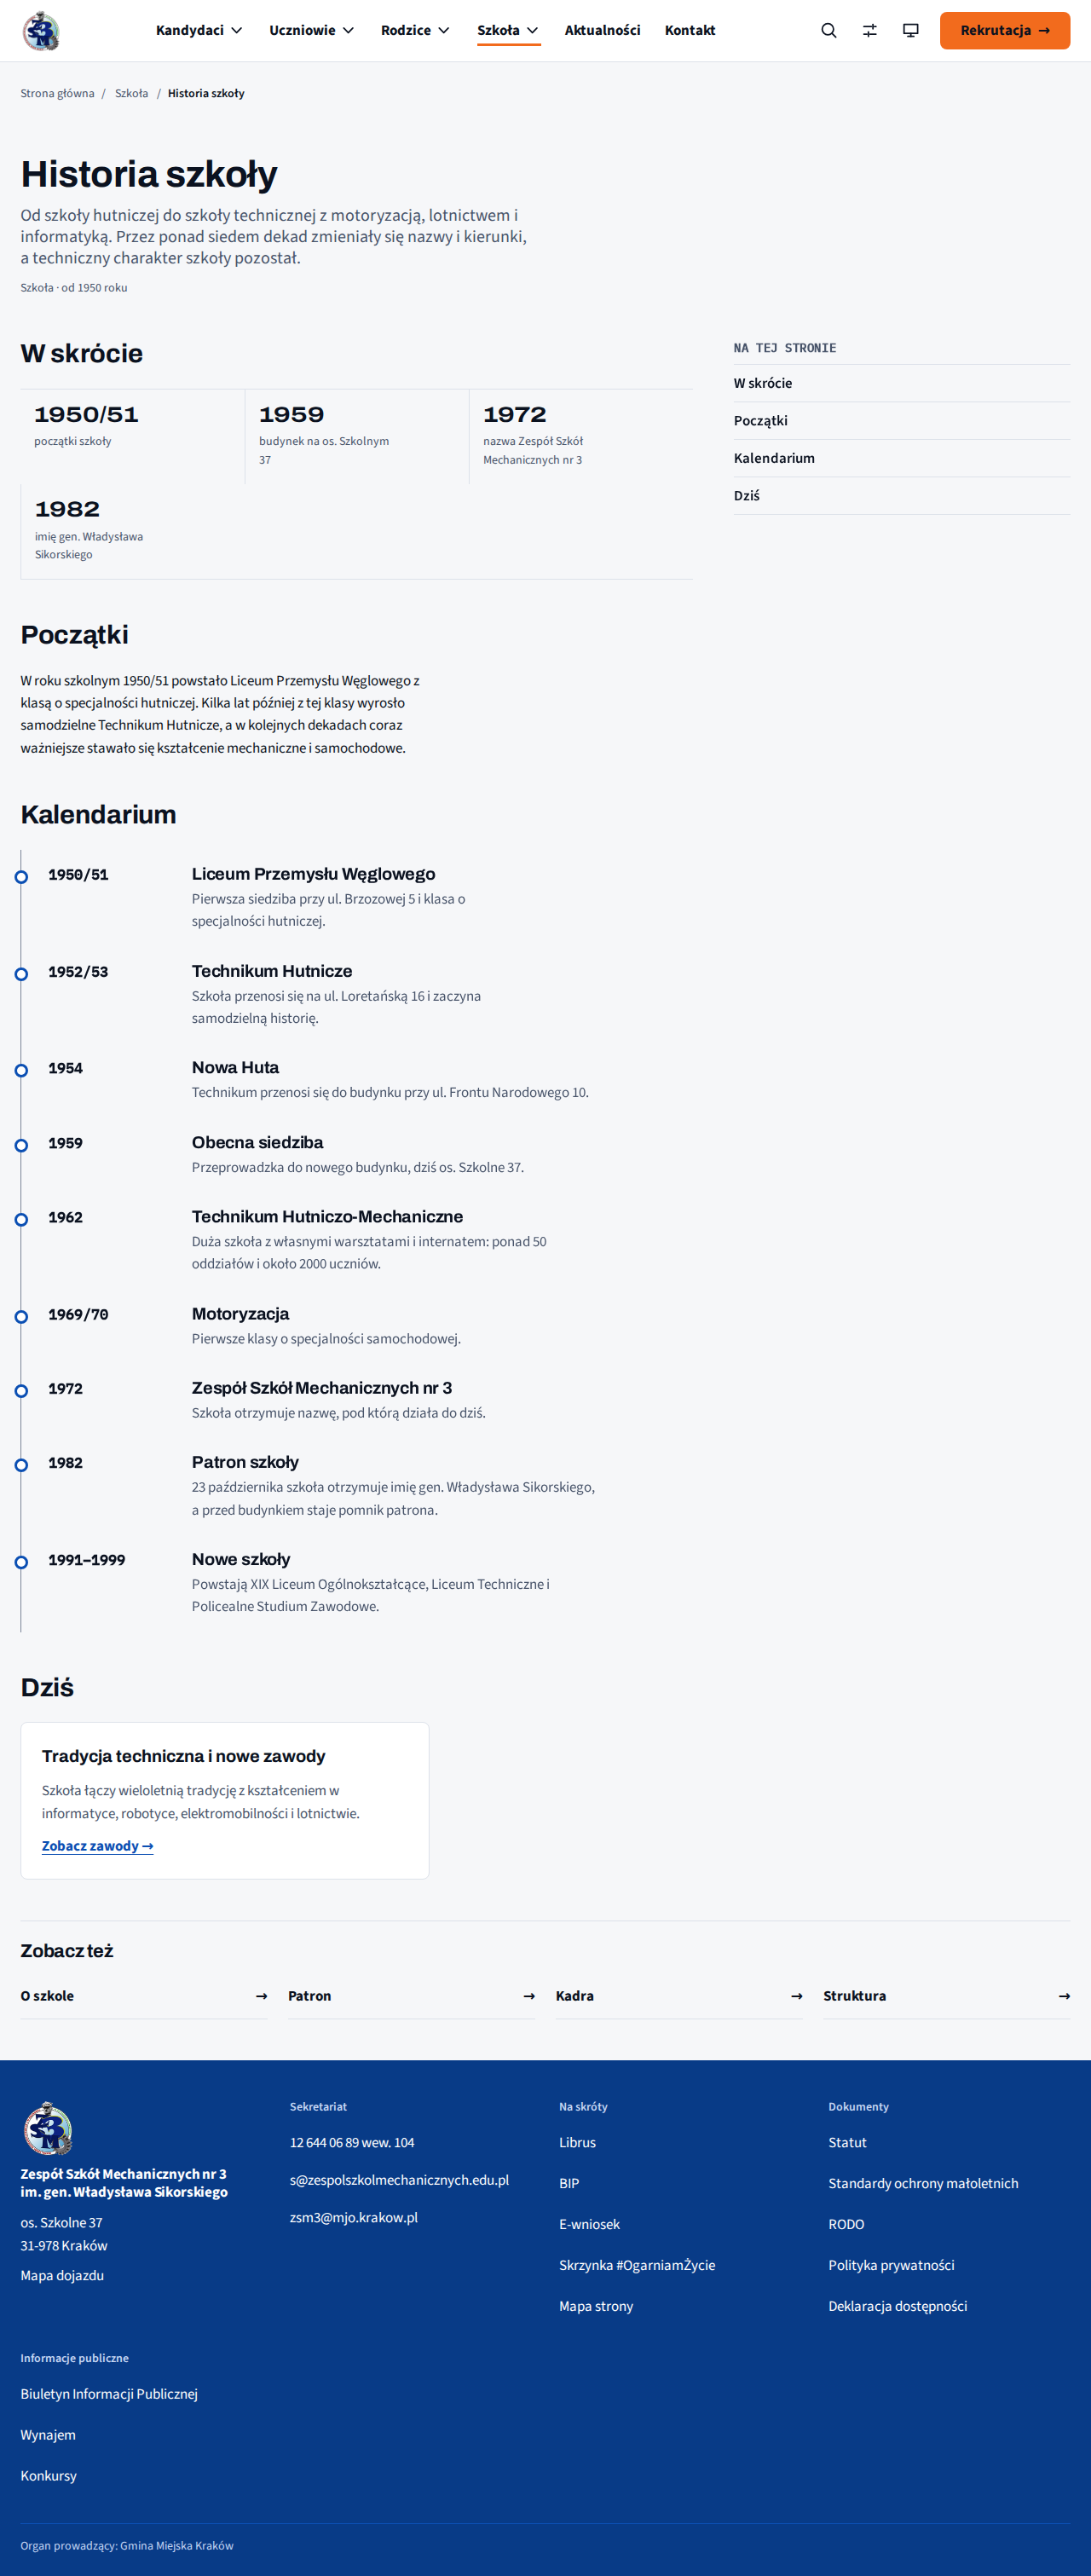 Kandydaci
Uczniowie
Rodzice
Szkoła
Aktualności
Kontakt
Rekrutacja →
Strona główna / Szkoła / Historia szkoły
Historia szkoły
Od szkoły hutniczej do szkoły technicznej z motoryzacją, lotnictwem i
informatyką. Przez ponad siedem dekad zmieniały się nazwy i kierunki,
a techniczny charakter szkoły pozostał.
Szkoła · od 1950 roku
W skrócie
1950/51
początki szkoły
1959
budynek na os. Szkolnym
37
1972
nazwa Zespół Szkół
Mechanicznych nr 3
1982
imię gen. Władysława
Sikorskiego
NA TEJ STRONIE
W skrócie
Początki
Kalendarium
Dziś
Początki
W roku szkolnym 1950/51 powstało Liceum Przemysłu Węglowego z
klasą o specjalności hutniczej. Kilka lat później z tej klasy wyrosło
samodzielne Technikum Hutnicze, a w kolejnych dekadach coraz
ważniejsze stawało się kształcenie mechaniczne i samochodowe.
Kalendarium
1950/51
Liceum Przemysłu Węglowego
Pierwsza siedziba przy ul. Brzozowej 5 i klasa o
specjalności hutniczej.
1952/53
Technikum Hutnicze
Szkoła przenosi się na ul. Loretańską 16 i zaczyna
samodzielną historię.
1954
Nowa Huta
Technikum przenosi się do budynku przy ul. Frontu Narodowego 10.
1959
Obecna siedziba
Przeprowadzka do nowego budynku, dziś os. Szkolne 37.
1962
Technikum Hutniczo-Mechaniczne
Duża szkoła z własnymi warsztatami i internatem: ponad 50
oddziałów i około 2000 uczniów.
1969/70
Motoryzacja
Pierwsze klasy o specjalności samochodowej.
1972
Zespół Szkół Mechanicznych nr 3
Szkoła otrzymuje nazwę, pod którą działa do dziś.
1982
Patron szkoły
23 października szkoła otrzymuje imię gen. Władysława Sikorskiego,
a przed budynkiem staje pomnik patrona.
1991–1999
Nowe szkoły
Powstają XIX Liceum Ogólnokształcące, Liceum Techniczne i
Policealne Studium Zawodowe.
Dziś
Tradycja techniczna i nowe zawody
Szkoła łączy wieloletnią tradycję z kształceniem w
informatyce, robotyce, elektromobilności i lotnictwie.
Zobacz zawody →
Zobacz też
O szkole →
Patron →
Kadra →
Struktura →
Zespół Szkół Mechanicznych nr 3
im. gen. Władysława Sikorskiego
os. Szkolne 37
31-978 Kraków
Mapa dojazdu
Sekretariat
12 644 06 89 wew. 104
s@zespolszkolmechanicznych.edu.pl
zsm3@mjo.krakow.pl
Na skróty
Librus
BIP
E-wniosek
Skrzynka #OgarniamŻycie
Mapa strony
Dokumenty
Statut
Standardy ochrony małoletnich
RODO
Polityka prywatności
Deklaracja dostępności
Informacje publiczne
Biuletyn Informacji Publicznej
Wynajem
Konkursy
Organ prowadzący: Gmina Miejska Kraków